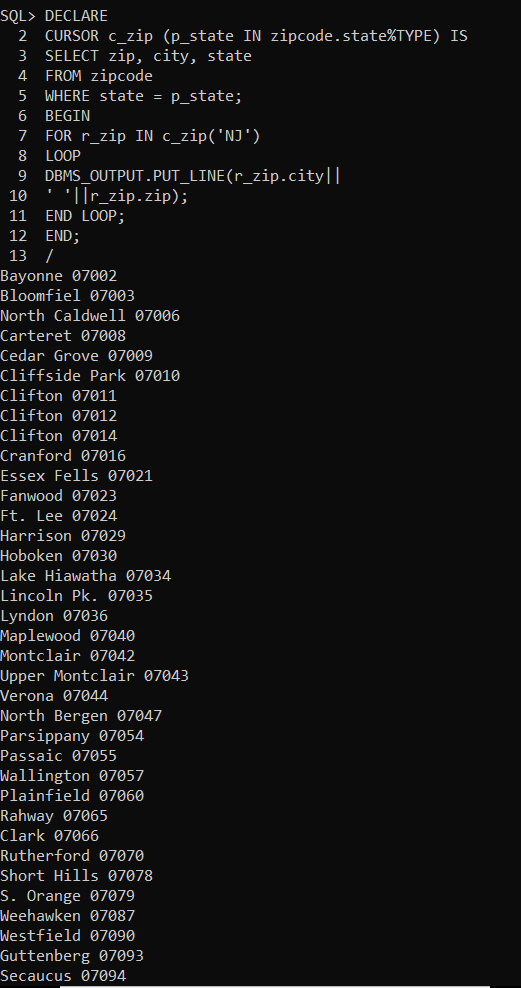 SQL> DECLARE
2 CURSOR c_zip (p_state IN zipcode.state%TYPE) IS
3 SELECT zip, city, state
4 FROM zipcode
5 WHERE state = p_state;
6 BEGIN
7 FOR r_zip IN c_zip('NJ')
8 LOOP
9 DBMS_OUTPUT.PUT_LINE(r_zip.city||
10 ' '||r_zip.zip);
11 END LOOP;
12 END;
13 /
Bayonne 07002
Bloomfiel 07003
North Caldwell 07006
Carteret 07008
Cedar Grove 07009
Cliffside Park 07010
Clifton 07011
Clifton 07012
Clifton 07014
Cranford 07016
Essex Fells 07021
Fanwood 07023
Ft. Lee 07024
Harrison 07029
Hoboken 07030
Lake Hiawatha 07034
Lincoln Pk. 07035
Lyndon 07036
Maplewood 07040
Montclair 07042
Upper Montclair 07043
Verona 07044
North Bergen 07047
Parsippany 07054
Passaic 07055
Wallington 07057
Plainfield 07060
Rahway 07065
Clark 07066
Rutherford 07070
Short Hills 07078
S. Orange 07079
Weehawken 07087
Westfield 07090
Guttenberg 07093
Secaucus 07094